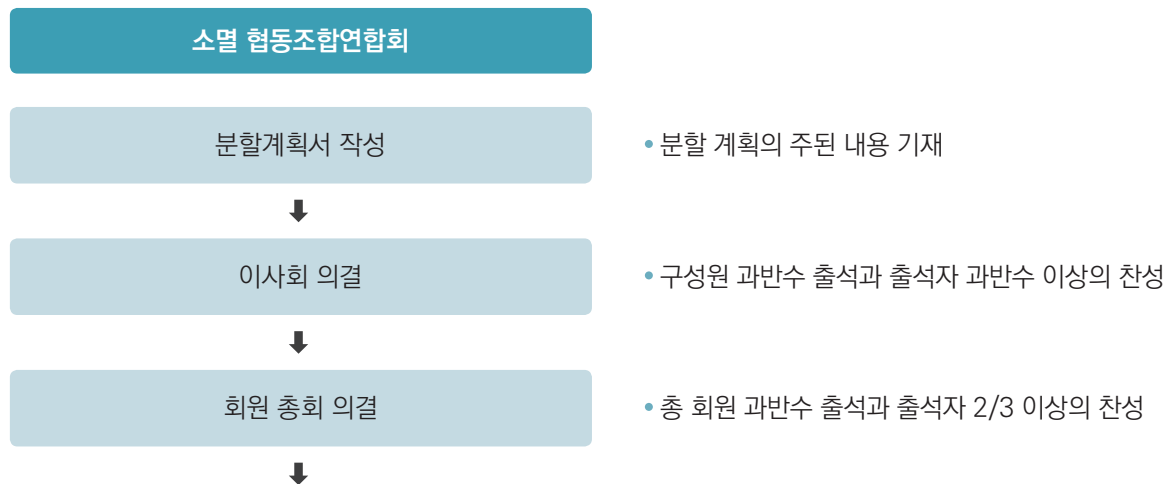 소멸 협동조합연합회
분할계획서 작성
• 분할 계획의 주된 내용 기재
이사회 의결
• 구성원 과반수 출석과 출석자 과반수 이상의 찬성
회원 총회 의결
• 총 회원 과반수 출석과 출석자 2/3 이상의 찬성